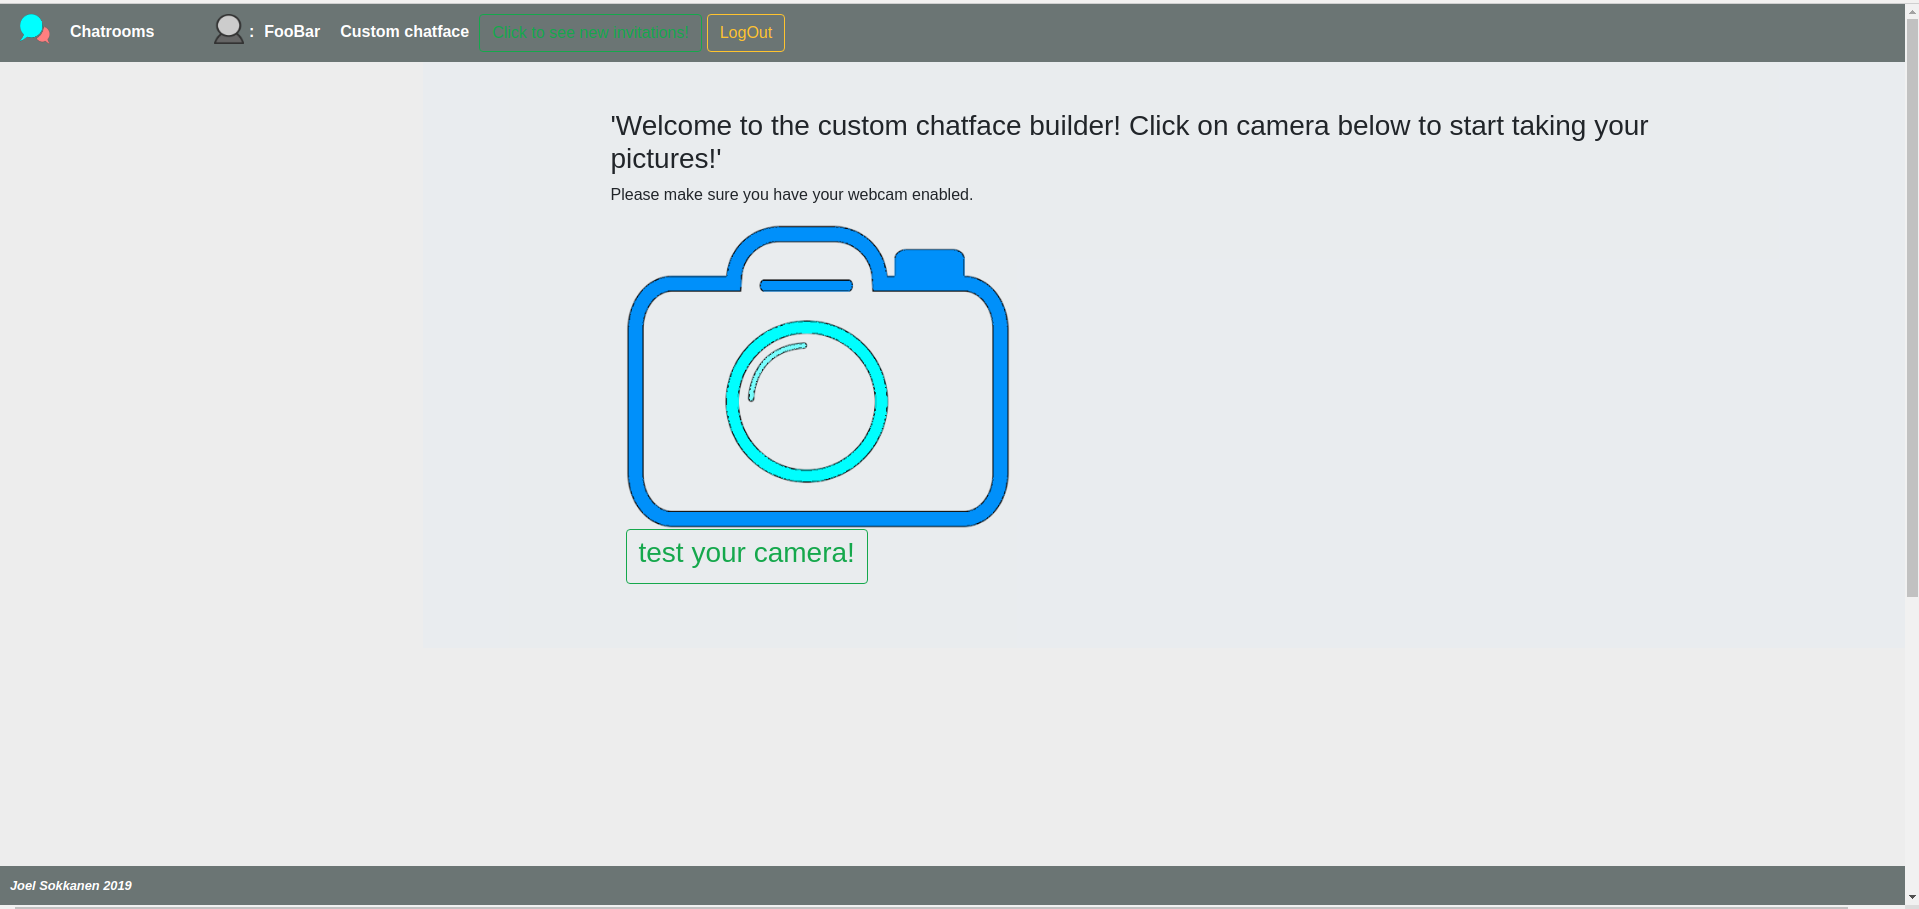 Chatrooms
: FooBar
Custom chatface
Click to see new invitations!
LogOut
'Welcome to the custom chatface builder! Click on camera below to start taking your
pictures!'
Please make sure you have your webcam enabled.
test your camera!
Joel Sokkanen 2019